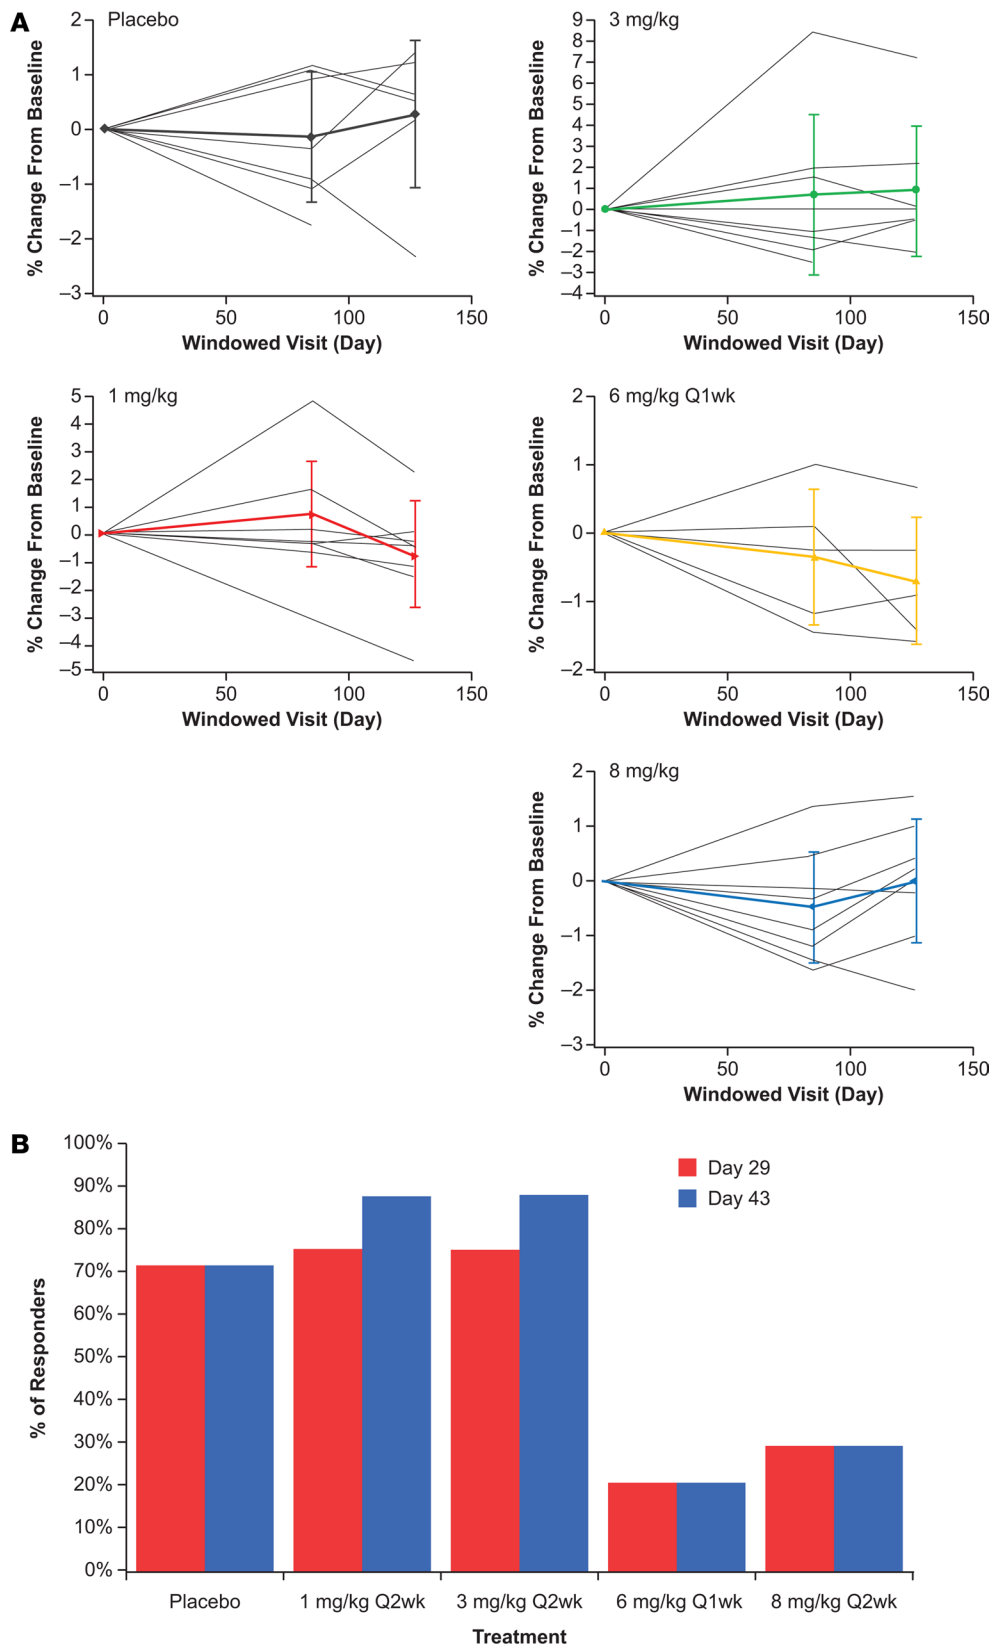 A
Placebo
% Change From Baseline
2
1
0
–1
–2
–3
0 50 100 150
Windowed Visit (Day)
3 mg/kg
% Change From Baseline
9
8
7
6
5
4
3
2
1
0
–1
–2
–3
–4
0 50 100 150
Windowed Visit (Day)
1 mg/kg
% Change From Baseline
5
4
3
2
1
0
–1
–2
–3
–4
–5
0 50 100 150
Windowed Visit (Day)
6 mg/kg Q1wk
% Change From Baseline
2
1
0
–1
–2
0 50 100 150
Windowed Visit (Day)
8 mg/kg
% Change From Baseline
2
1
0
–1
–2
–3
0 50 100 150
Windowed Visit (Day)
B
% of Responders
100%
90%
80%
70%
60%
50%
40%
30%
20%
10%
0%
Day 29
Day 43
Placebo 1 mg/kg Q2wk 3 mg/kg Q2wk 6 mg/kg Q1wk 8 mg/kg Q2wk
Treatment